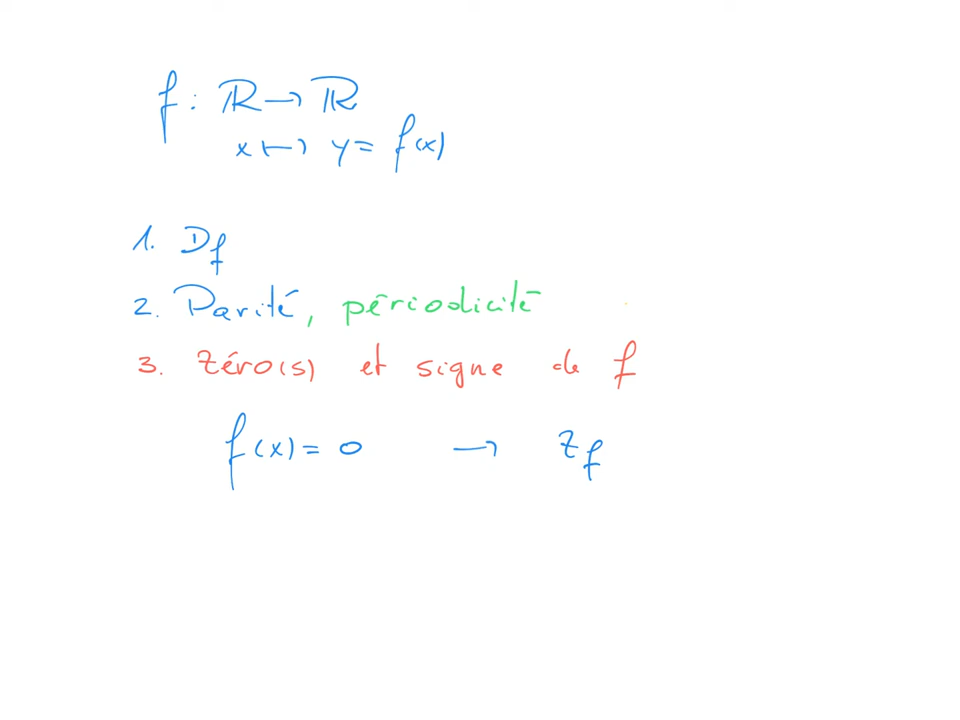 f : ℝ → ℝ
x ↦ y = f(x)
1. Df
2. Parité, périodicité
3. Zéro(s) et signe de f
f(x) = 0 → Zf